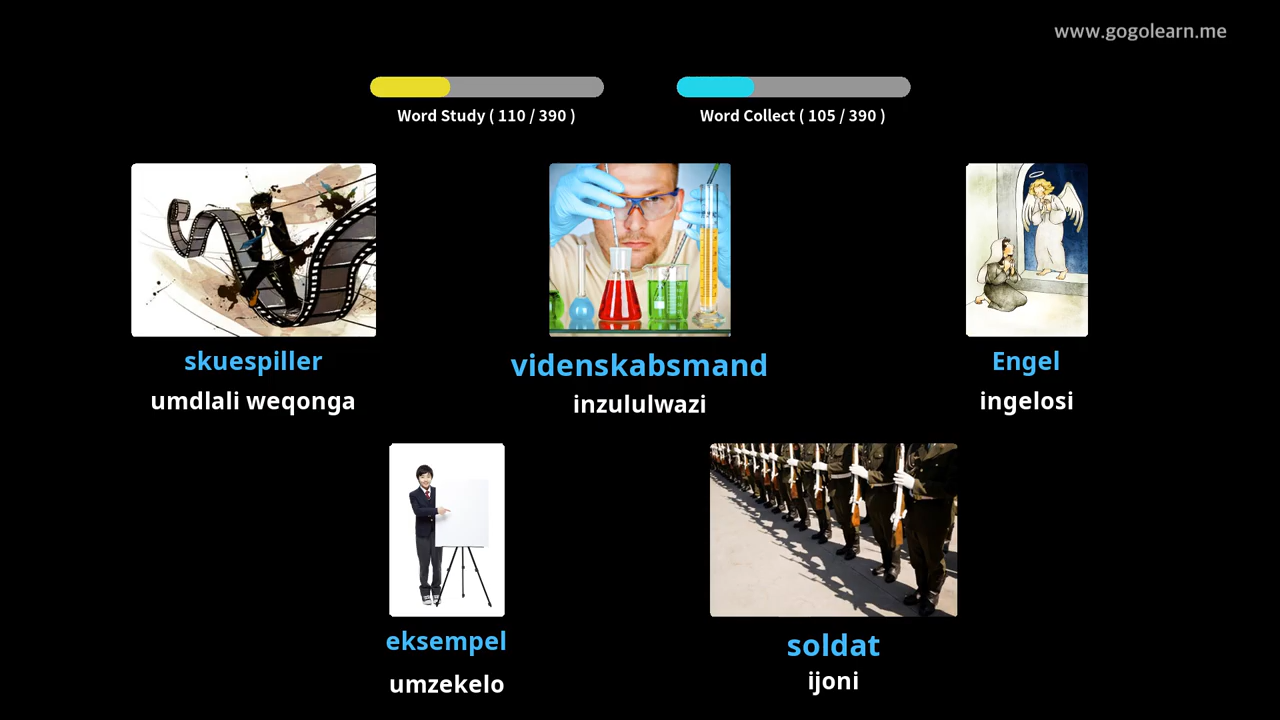 www.gogolearn.me
Word Study ( 110 / 390 )
Word Collect ( 105 / 390 )
skuespiller
umdlali weqonga
videnskabsmand
inzululwazi
Engel
ingelosi
eksempel
umzekelo
soldat
ijoni